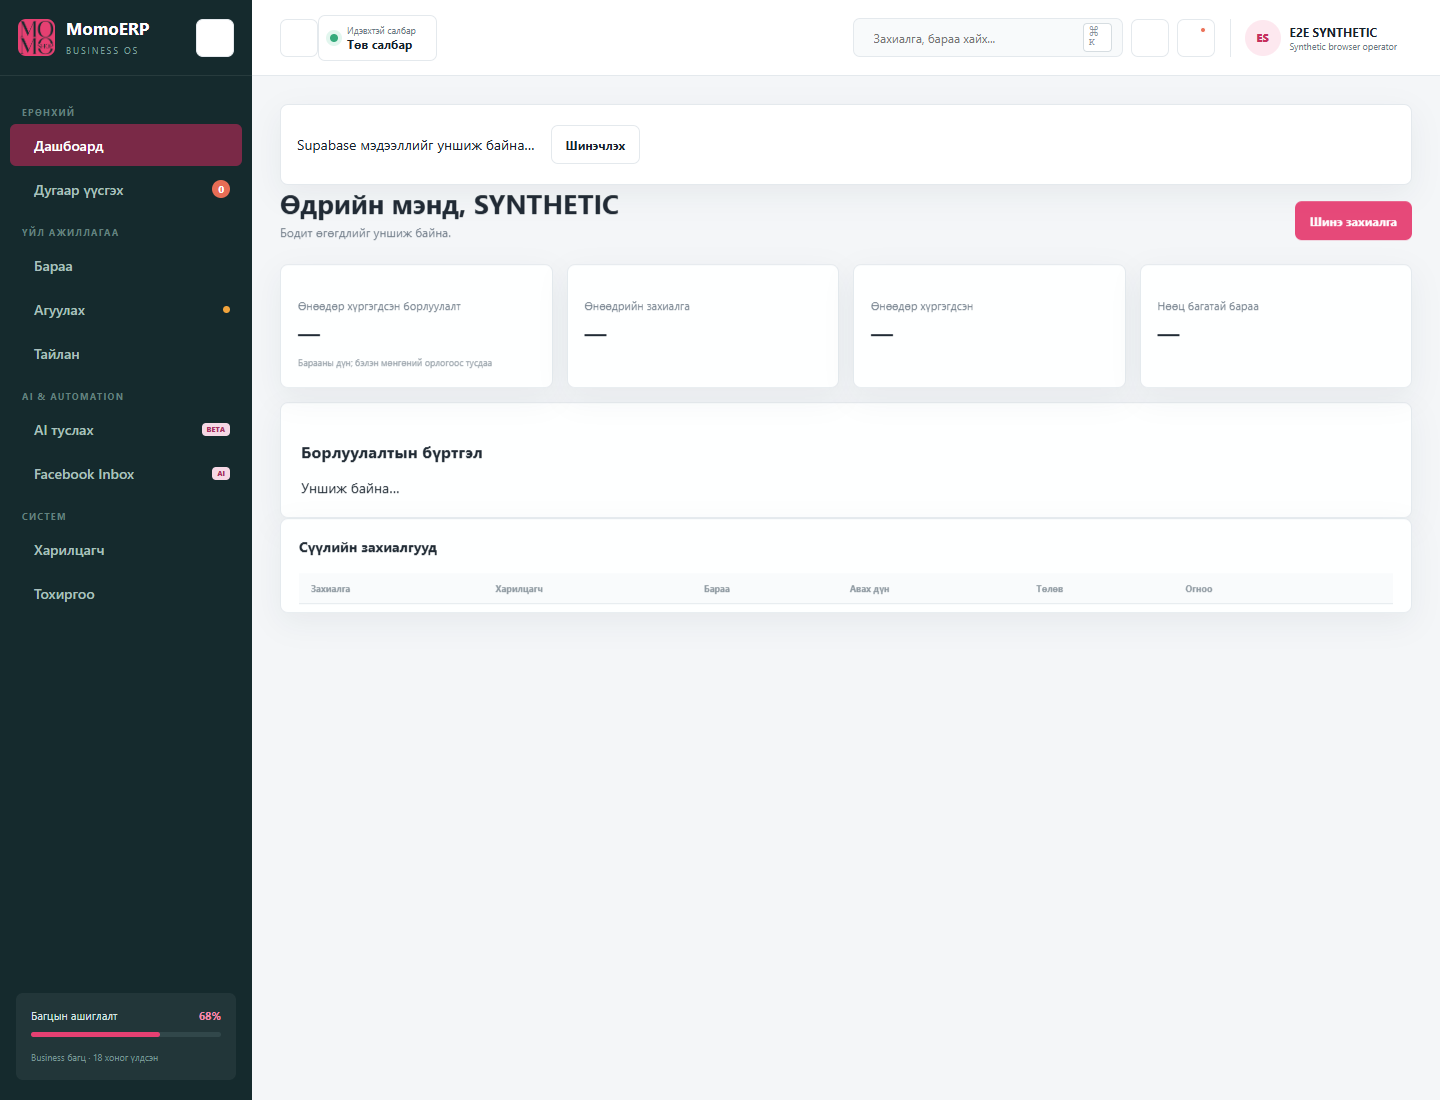 MomoERP
BUSINESS OS
ЕРӨНХИЙ
Дашбоард
Дугаар үүсгэх 0
ҮЙЛ АЖИЛЛАГАА
Бараа
Агуулах
Тайлан
AI & AUTOMATION
AI туслах BETA
Facebook Inbox AI
СИСТЕМ
Харилцагч
Тохиргоо
Багцын ашиглалт 68%
Business багц · 18 хоног үлдсэн
Идэвхтэй салбар
Төв салбар
Захиалга, бараа хайх...
⌘
K
ES
E2E SYNTHETIC
Synthetic browser operator
Supabase мэдээллийг уншиж байна... Шинэчлэх
Өдрийн мэнд, SYNTHETIC
Бодит өгөгдлийг уншиж байна.
Шинэ захиалга
Өнөөдөр хүргэгдсэн борлуулалт
—
Барааны дүн; бэлэн мөнгөний орлогоос тусдаа
Өнөөдрийн захиалга
—
Өнөөдөр хүргэгдсэн
—
Нөөц багатай бараа
—
Борлуулалтын бүртгэл
Уншиж байна...
Сүүлийн захиалгууд
Захиалга Харилцагч Бараа Авах дүн Төлөв Огноо